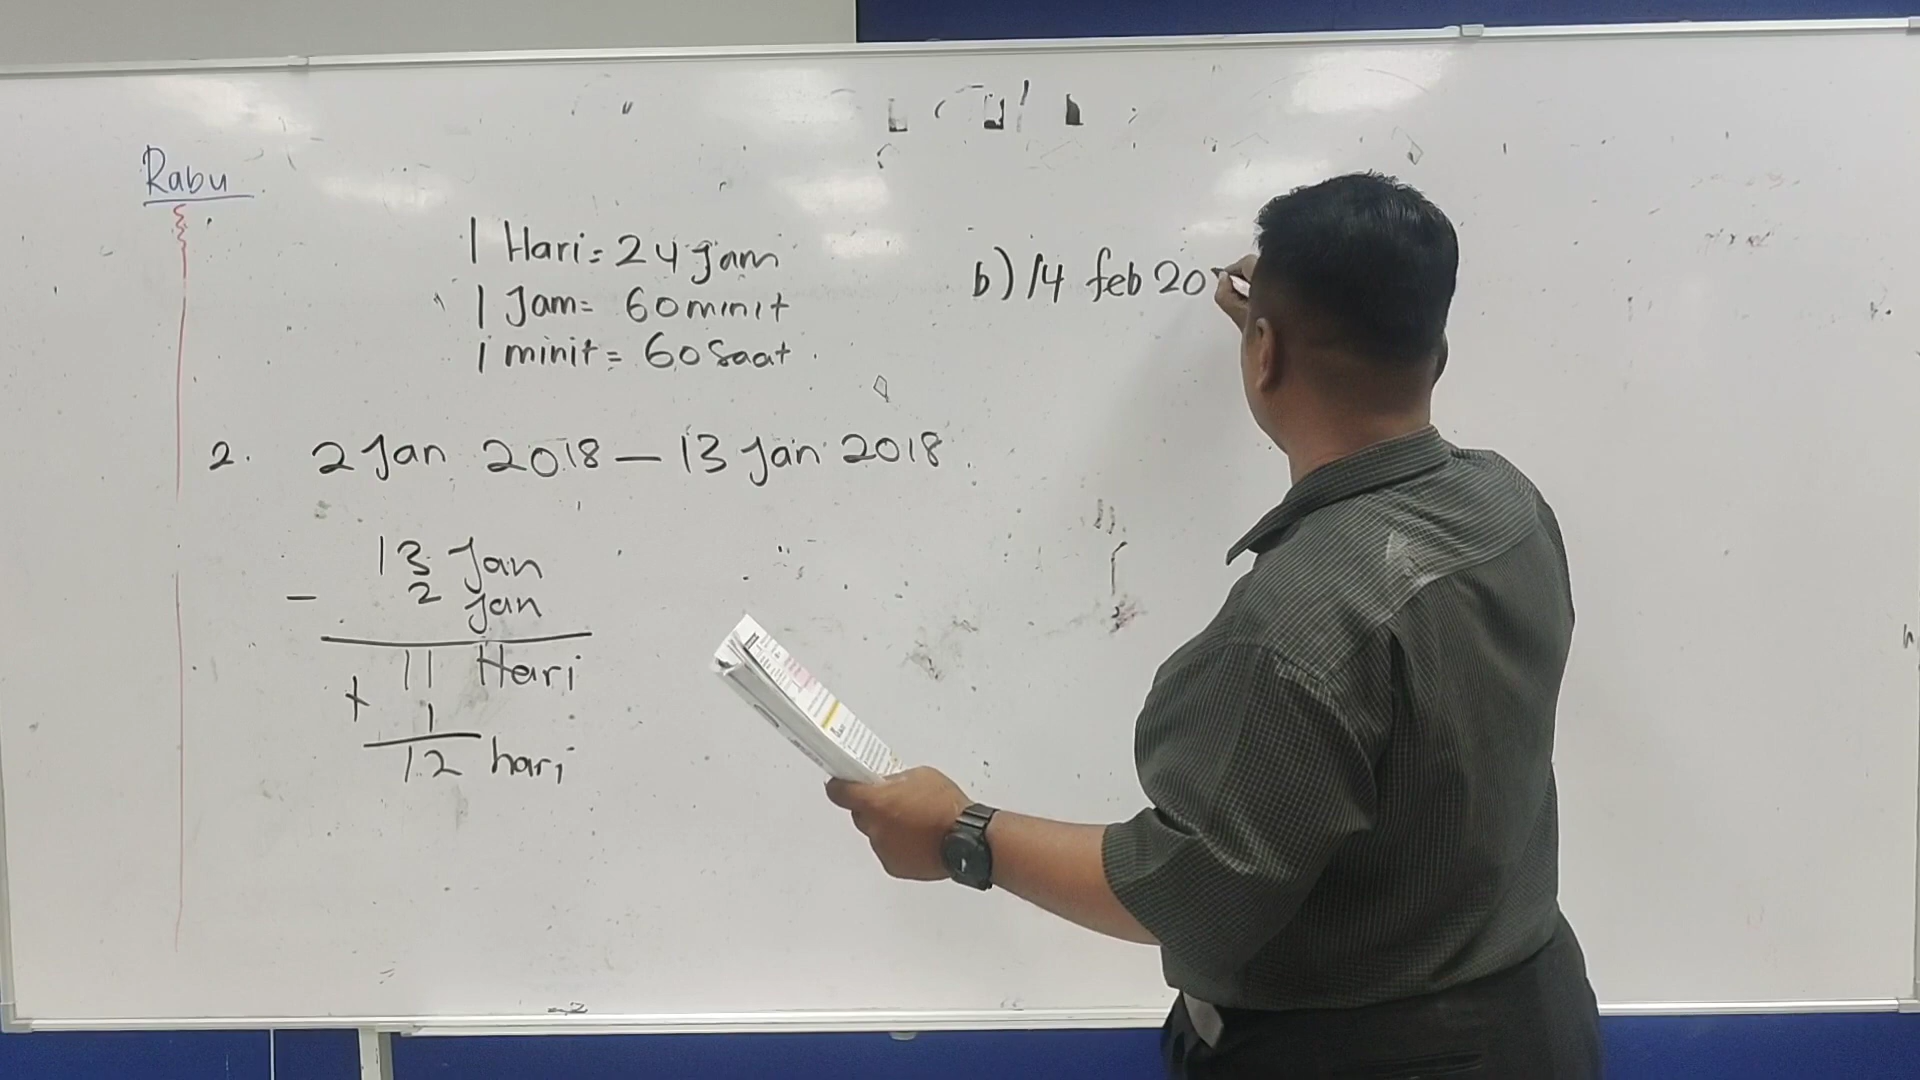 Rabu
1 Hari = 24 Jam
1 Jam = 60 minit
1 minit = 60 Saat
2. 2 Jan 2018 – 13 Jan 2018
13 Jan
– 2 Jan
11 Hari
+ 1
12 hari
b) 14 feb 20